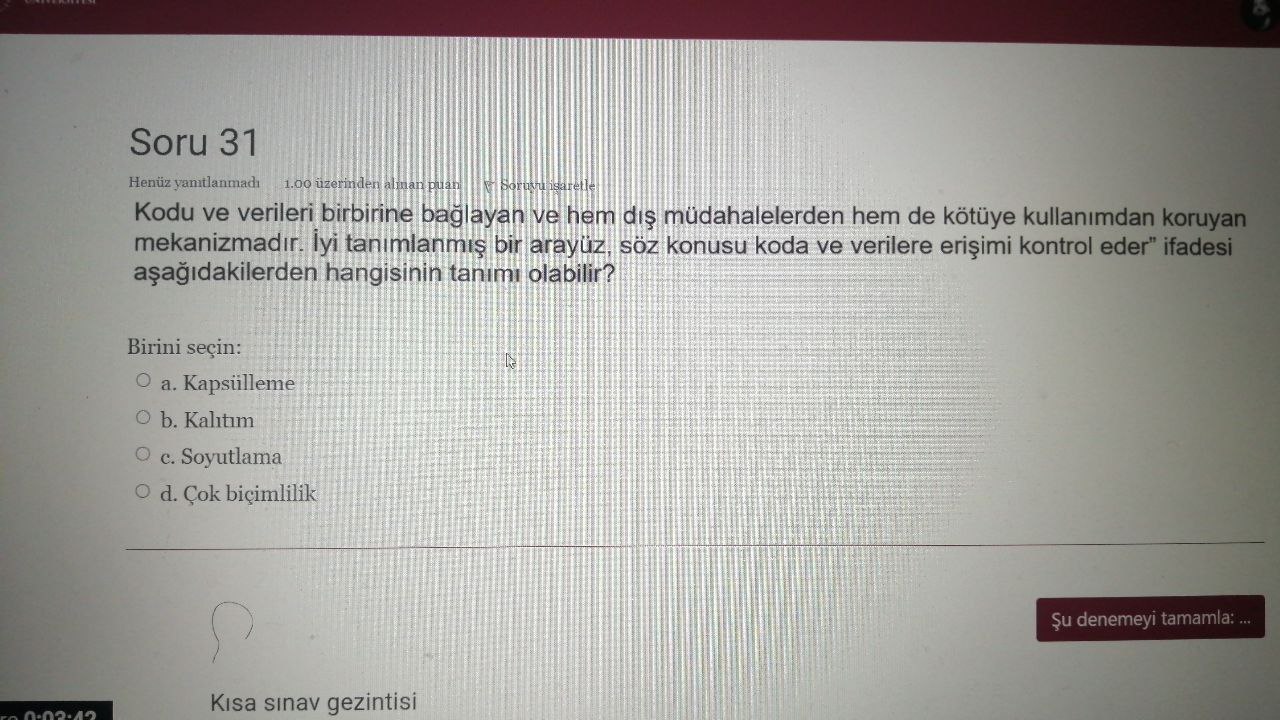 Soru 31
Henüz yanıtlanmadı 1.00 üzerinden alınan puan Soruyu işaretle
Kodu ve verileri birbirine bağlayan ve hem dış müdahalelerden hem de kötüye kullanımdan koruyan
mekanizmadır. İyi tanımlanmış bir arayüz, söz konusu koda ve verilere erişimi kontrol eder" ifadesi
aşağıdakilerden hangisinin tanımı olabilir?
Birini seçin:
a. Kapsülleme
b. Kalıtım
c. Soyutlama
d. Çok biçimlilik
Şu denemeyi tamamla: ...
Kısa sınav gezintisi
0:03:42